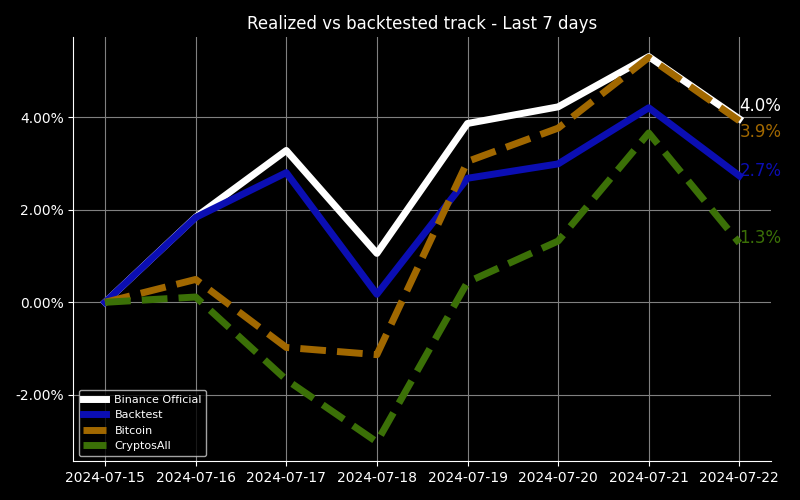 Realized vs backtested track - Last 7 days
4.00%
2.00%
0.00%
-2.00%
4.0%
3.9%
2.7%
1.3%
Binance Official
Backtest
Bitcoin
CryptosAll
2024-07-15 2024-07-16 2024-07-17 2024-07-18 2024-07-19 2024-07-20 2024-07-21 2024-07-22